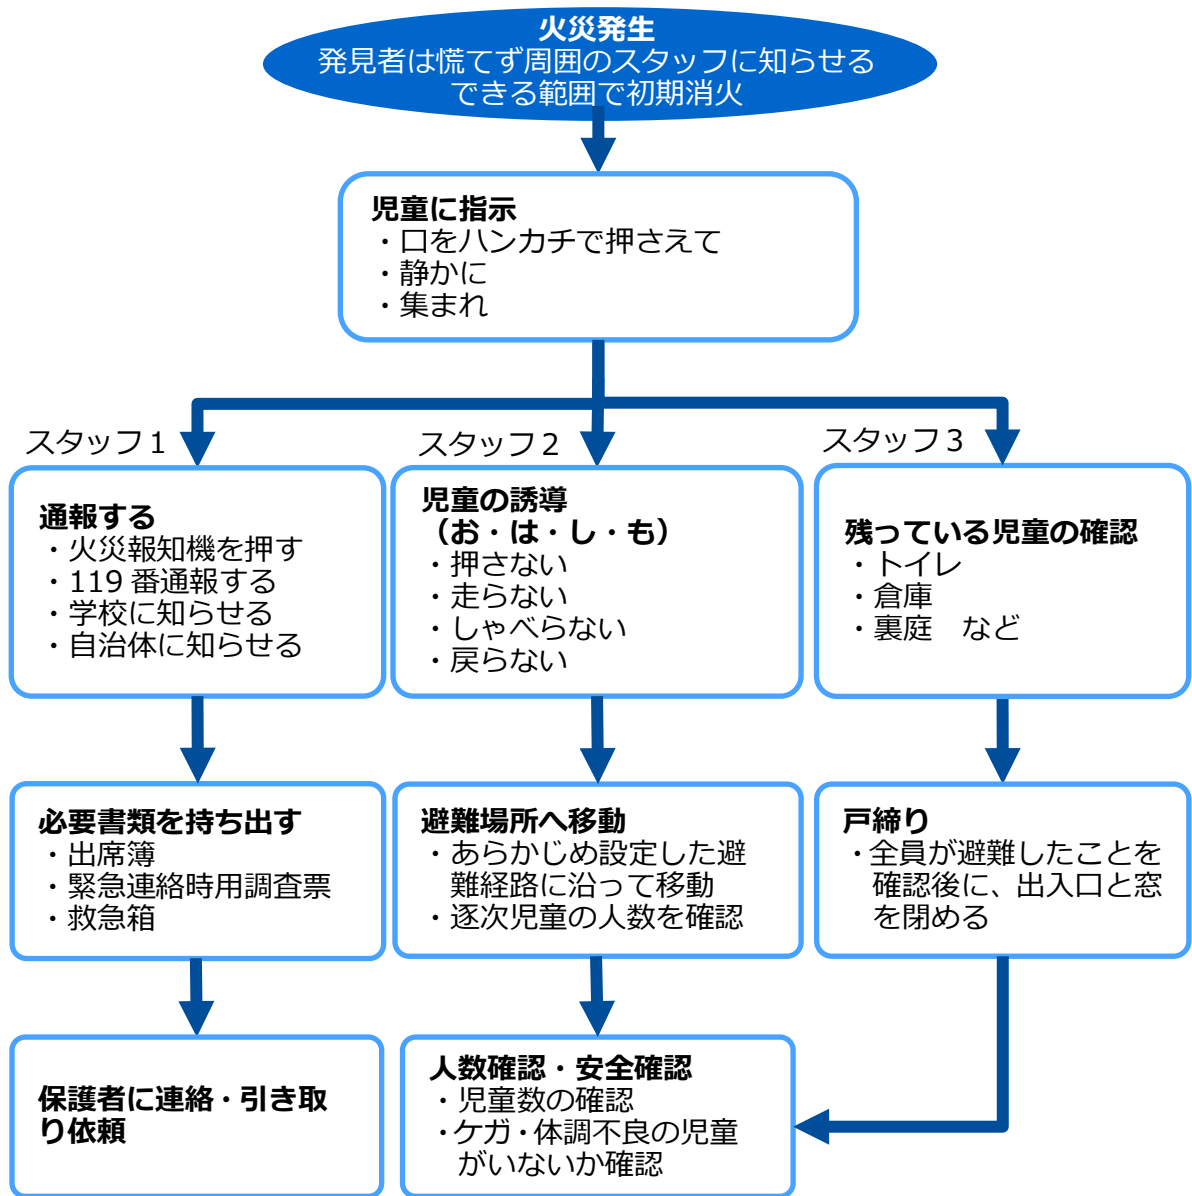 火災発生
発見者は慌てず周囲のスタッフに知らせる
できる範囲で初期消火
児童に指示
・口をハンカチで押さえて
・静かに
・集まれ
スタッフ１
通報する
・火災報知機を押す
・119 番通報する
・学校に知らせる
・自治体に知らせる
スタッフ２
児童の誘導
（お・は・し・も）
・押さない
・走らない
・しゃべらない
・戻らない
スタッフ３
残っている児童の確認
・トイレ
・倉庫
・裏庭　など
必要書類を持ち出す
・出席簿
・緊急連絡時用調査票
・救急箱
避難場所へ移動
・あらかじめ設定した避
難経路に沿って移動
・逐次児童の人数を確認
戸締り
・全員が避難したことを
確認後に、出入口と窓
を閉める
保護者に連絡・引き取
り依頼
人数確認・安全確認
・児童数の確認
・ケガ・体調不良の児童
がいないか確認